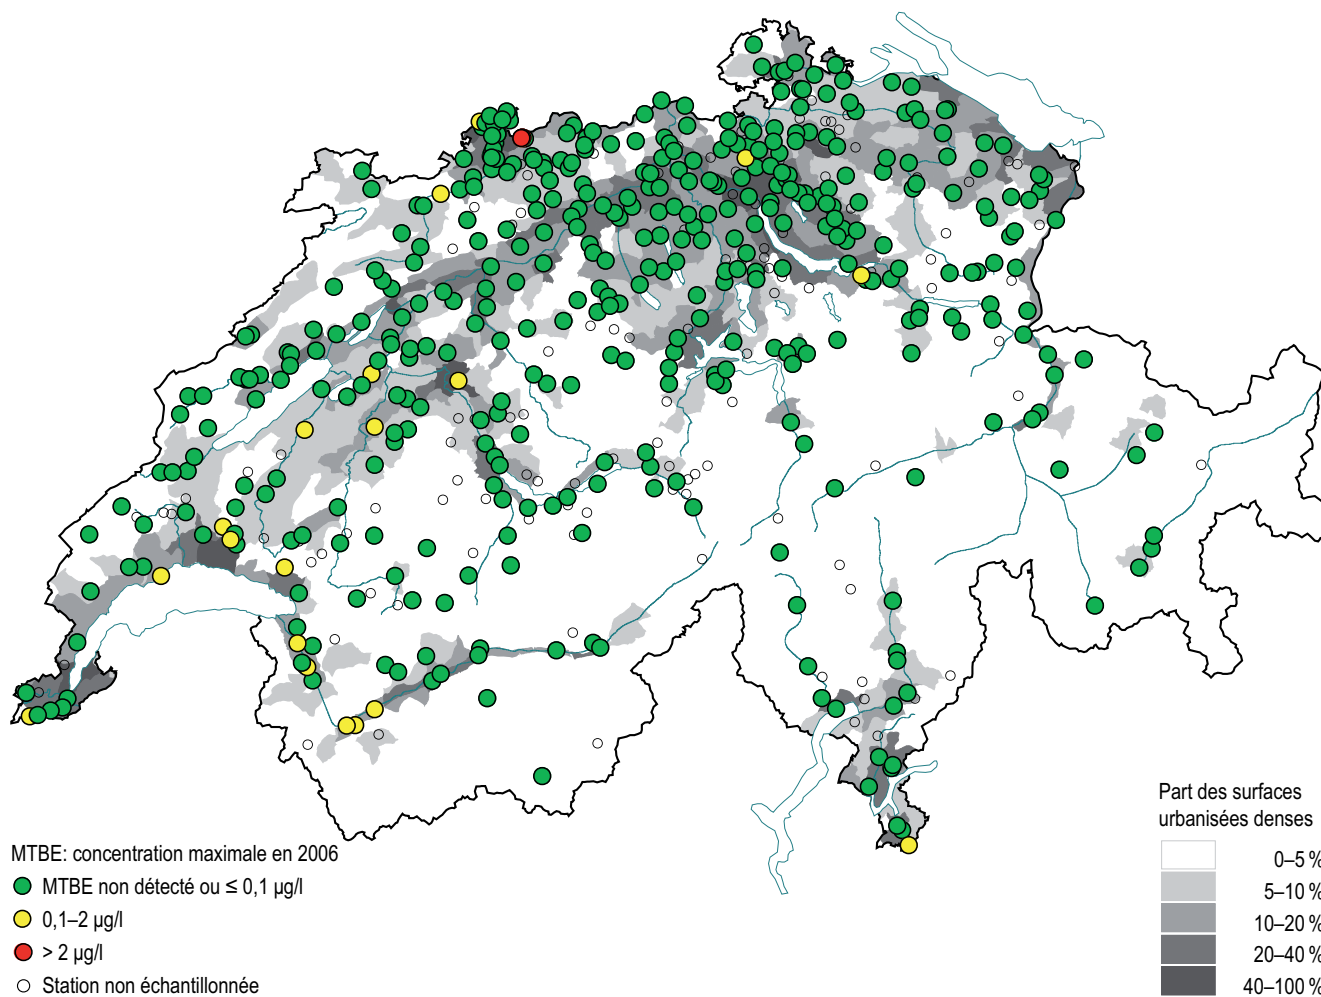 Part des surfaces
urbanisées denses
0–5 %
5–10 %
10–20 %
20–40 %
40–100 %
MTBE: concentration maximale en 2006
MTBE non détecté ou ≤ 0,1 µg/l
0,1–2 µg/l
> 2 µg/l
Station non échantillonnée